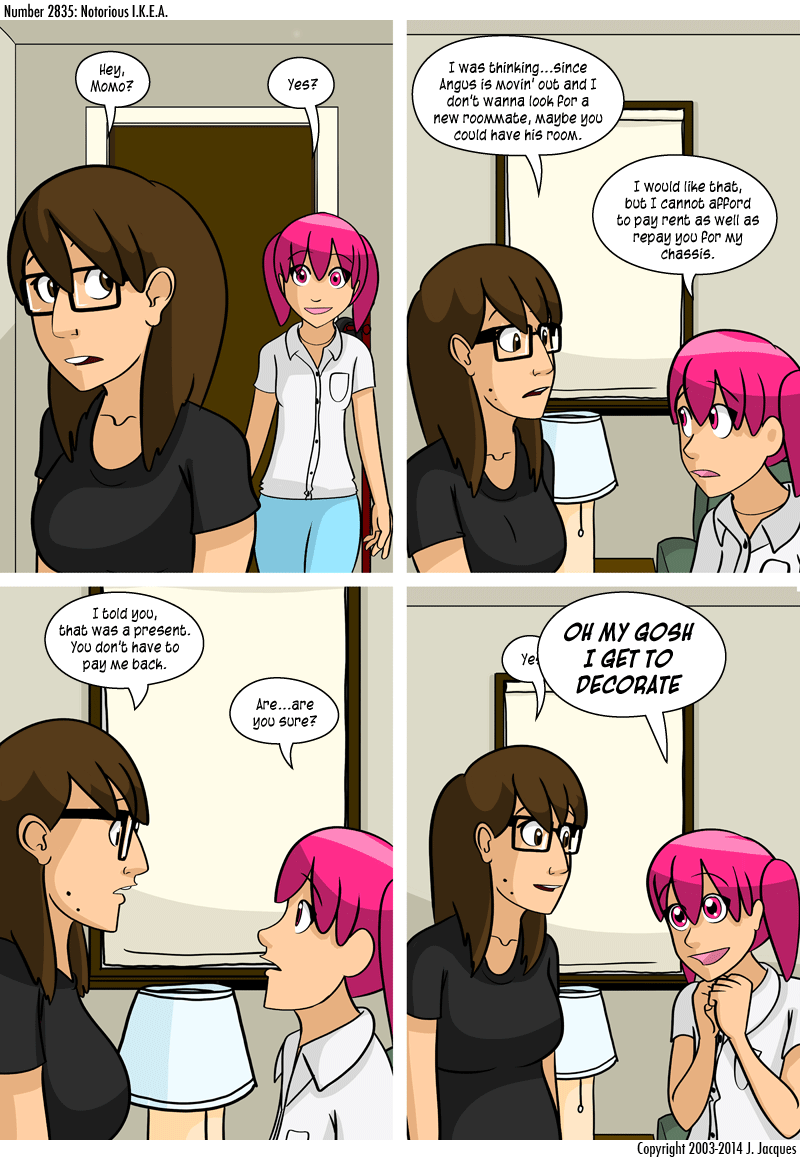 Number 2835: Notorious I.K.E.A.
Hey,
Momo?
Yes?
I was thinking...since
Angus is movin' out and I
don't wanna look for a
new roommate, maybe you
could have his room.
I would like that,
but I cannot afford
to pay rent as well as
repay you for my
chassis.
I told you,
that was a present.
You don't have to
pay me back.
Are...are
you sure?
Yes
OH MY GOSH
I GET TO
DECORATE
Copyright 2003-2014 J. Jacques